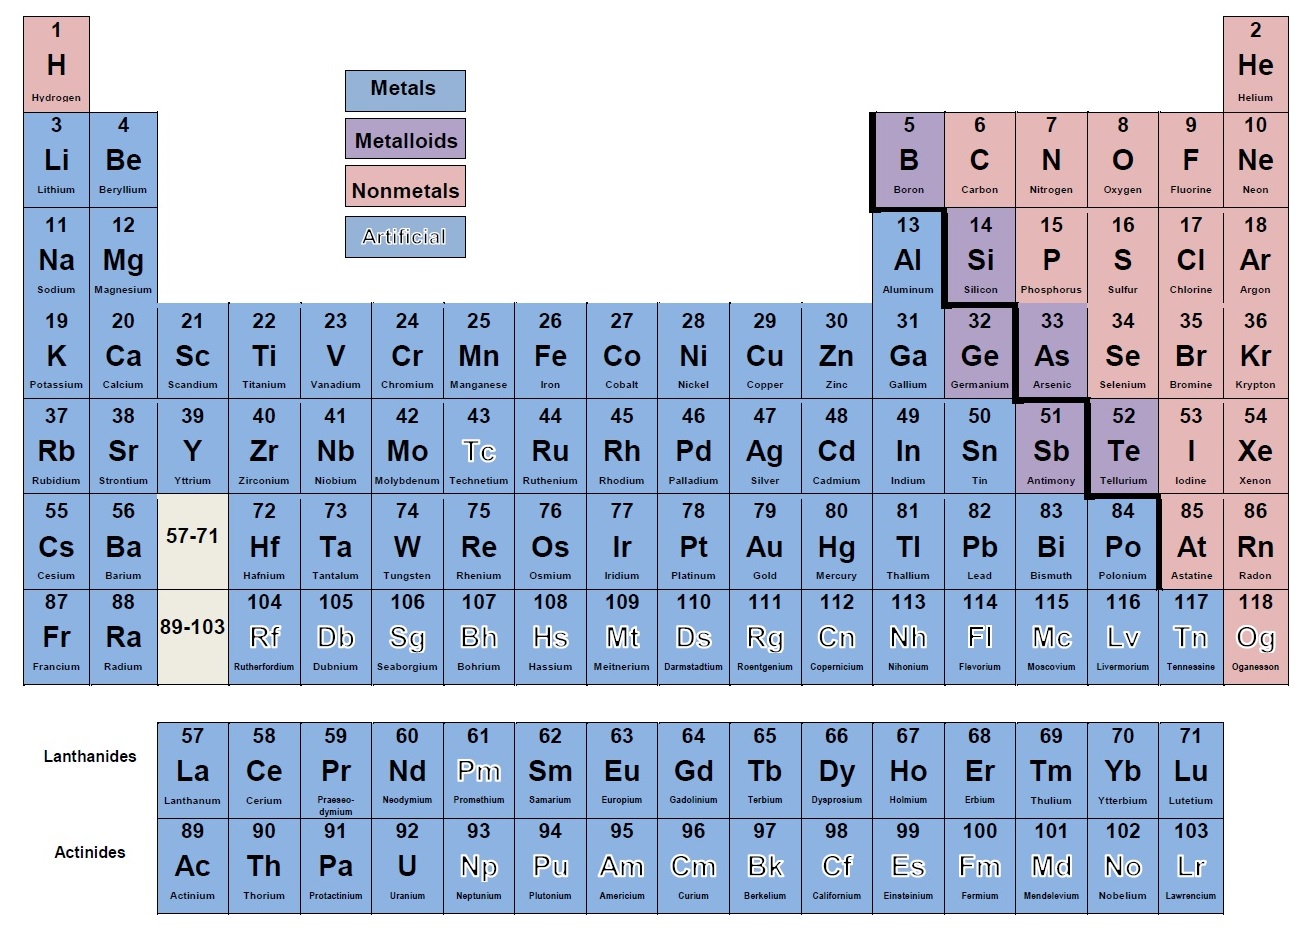 1 2
H He
Hydrogen Helium
Metals
Metalloids
Nonmetals
Artificial
3 4 5 6 7 8 9 10
Li Be B C N O F Ne
Lithium Beryllium Boron Carbon Nitrogen Oxygen Fluorine Neon
11 12 13 14 15 16 17 18
Na Mg Al Si P S Cl Ar
Sodium Magnesium Aluminum Silicon Phosphorus Sulfur Chlorine Argon
19 20 21 22 23 24 25 26 27 28 29 30 31 32 33 34 35 36
K Ca Sc Ti V Cr Mn Fe Co Ni Cu Zn Ga Ge As Se Br Kr
Potassium Calcium Scandium Titanium Vanadium Chromium Manganese Iron Cobalt Nickel Copper Zinc Gallium Germanium Arsenic Selenium Bromine Krypton
37 38 39 40 41 42 43 44 45 46 47 48 49 50 51 52 53 54
Rb Sr Y Zr Nb Mo Tc Ru Rh Pd Ag Cd In Sn Sb Te I Xe
Rubidium Strontium Yttrium Zirconium Niobium Molybdenum Technetium Ruthenium Rhodium Palladium Silver Cadmium Indium Tin Antimony Tellurium Iodine Xenon
55 56 57-71 72 73 74 75 76 77 78 79 80 81 82 83 84 85 86
Cs Ba Hf Ta W Re Os Ir Pt Au Hg Tl Pb Bi Po At Rn
Cesium Barium Hafnium Tantalum Tungsten Rhenium Osmium Iridium Platinum Gold Mercury Thallium Lead Bismuth Polonium Astatine Radon
87 88 89-103 104 105 106 107 108 109 110 111 112 113 114 115 116 117 118
Fr Ra Rf Db Sg Bh Hs Mt Ds Rg Cn Nh Fl Mc Lv Tn Og
Francium Radium Rutherfordium Dubnium Seaborgium Bohrium Hassium Meitnerium Darmstadtium Roentgenium Copernicium Nihonium Flevorium Moscovium Livermorium Tennessine Oganesson
Lanthanides
57 58 59 60 61 62 63 64 65 66 67 68 69 70 71
La Ce Pr Nd Pm Sm Eu Gd Tb Dy Ho Er Tm Yb Lu
Lanthanum Cerium Praeseo-dymium Neodymium Promethium Samarium Europium Gadolinium Terbium Dysprosium Holmium Erbium Thulium Ytterbium Lutetium
Actinides
89 90 91 92 93 94 95 96 97 98 99 100 101 102 103
Ac Th Pa U Np Pu Am Cm Bk Cf Es Fm Md No Lr
Actinium Thorium Protactinium Uranium Neptunium Plutonium Americium Curium Berkelium Californium Einsteinium Fermium Mendelevium Nobelium Lawrencium